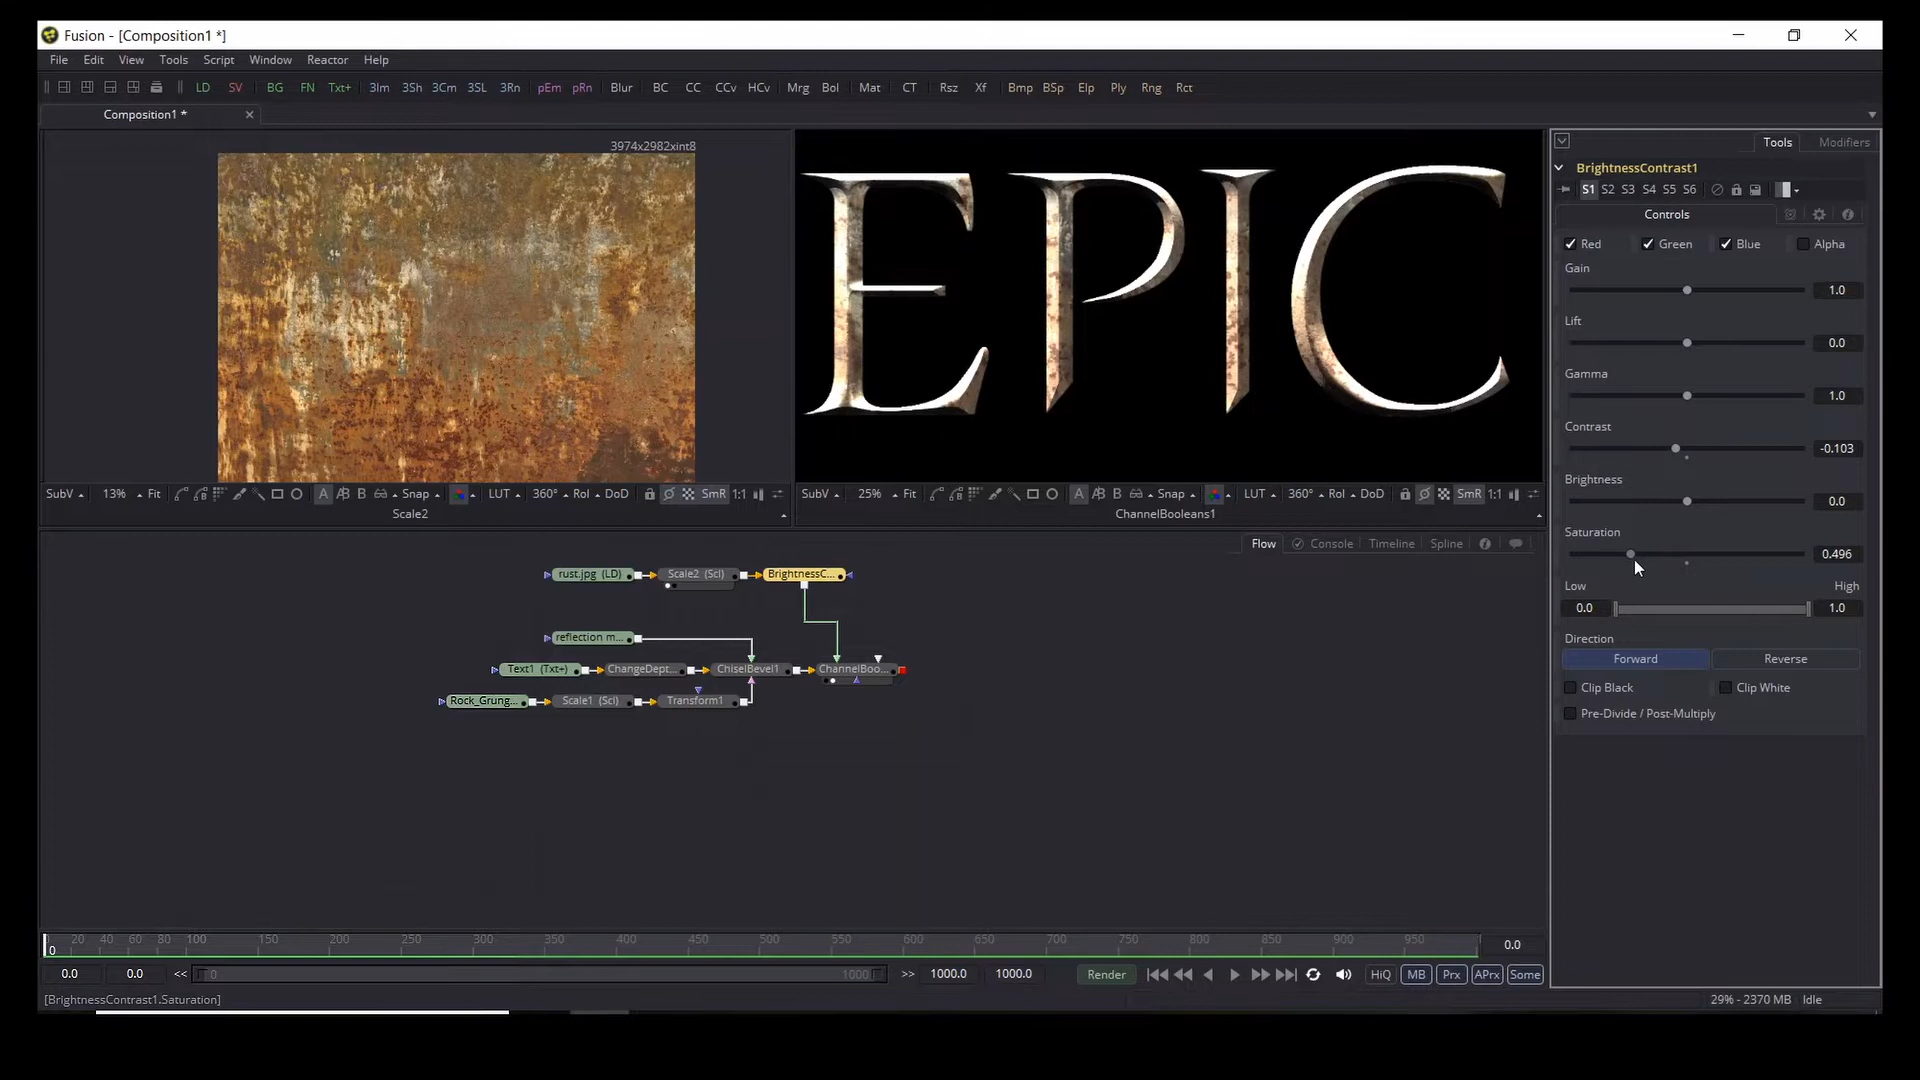 Fusion - [Composition1 *]
File Edit View Tools Script Window Reactor Help
LD SV BG FN Txt+ 3Im 3Sh 3Cm 3SL 3Rn pEm pRn Blur BC CC CCv HCv Mrg Bol Mat CT Rsz Xf Bmp BSp Elp Ply Rng Rct
Composition1 *
3974x2982xint8
EPIC
SubV 13% Fit A B Snap LUT 360° RoI DoD SmR 1:1
Scale2
SubV 25% Fit A B Snap LUT 360° RoI DoD SmR 1:1
ChannelBooleans1
Tools Modifiers
BrightnessContrast1
S1 S2 S3 S4 S5 S6
Controls
Red Green Blue Alpha
Gain
1.0
Lift
0.0
Gamma
1.0
Contrast
-0.103
Brightness
0.0
Saturation
0.496
Low High
0.0 1.0
Direction
Forward Reverse
Clip Black Clip White
Pre-Divide / Post-Multiply
Flow Console Timeline Spline
rust.jpg (LD) Scale2 (Scl) BrightnessC...
reflection m...
Text1 (Txt+) ChangeDept... ChiselBevel1 ChannelBoo...
Rock_Grung... Scale1 (Scl) Transform1
0 20 40 60 80 100 150 200 250 300 350 400 450 500 550 600 650 700 750 800 850 900 950
0 0.0
0.0 0.0 << 0 1000 >> 1000.0 1000.0 Render HiQ MB Prx APrx Some
[BrightnessContrast1.Saturation]
29% - 2370 MB Idle